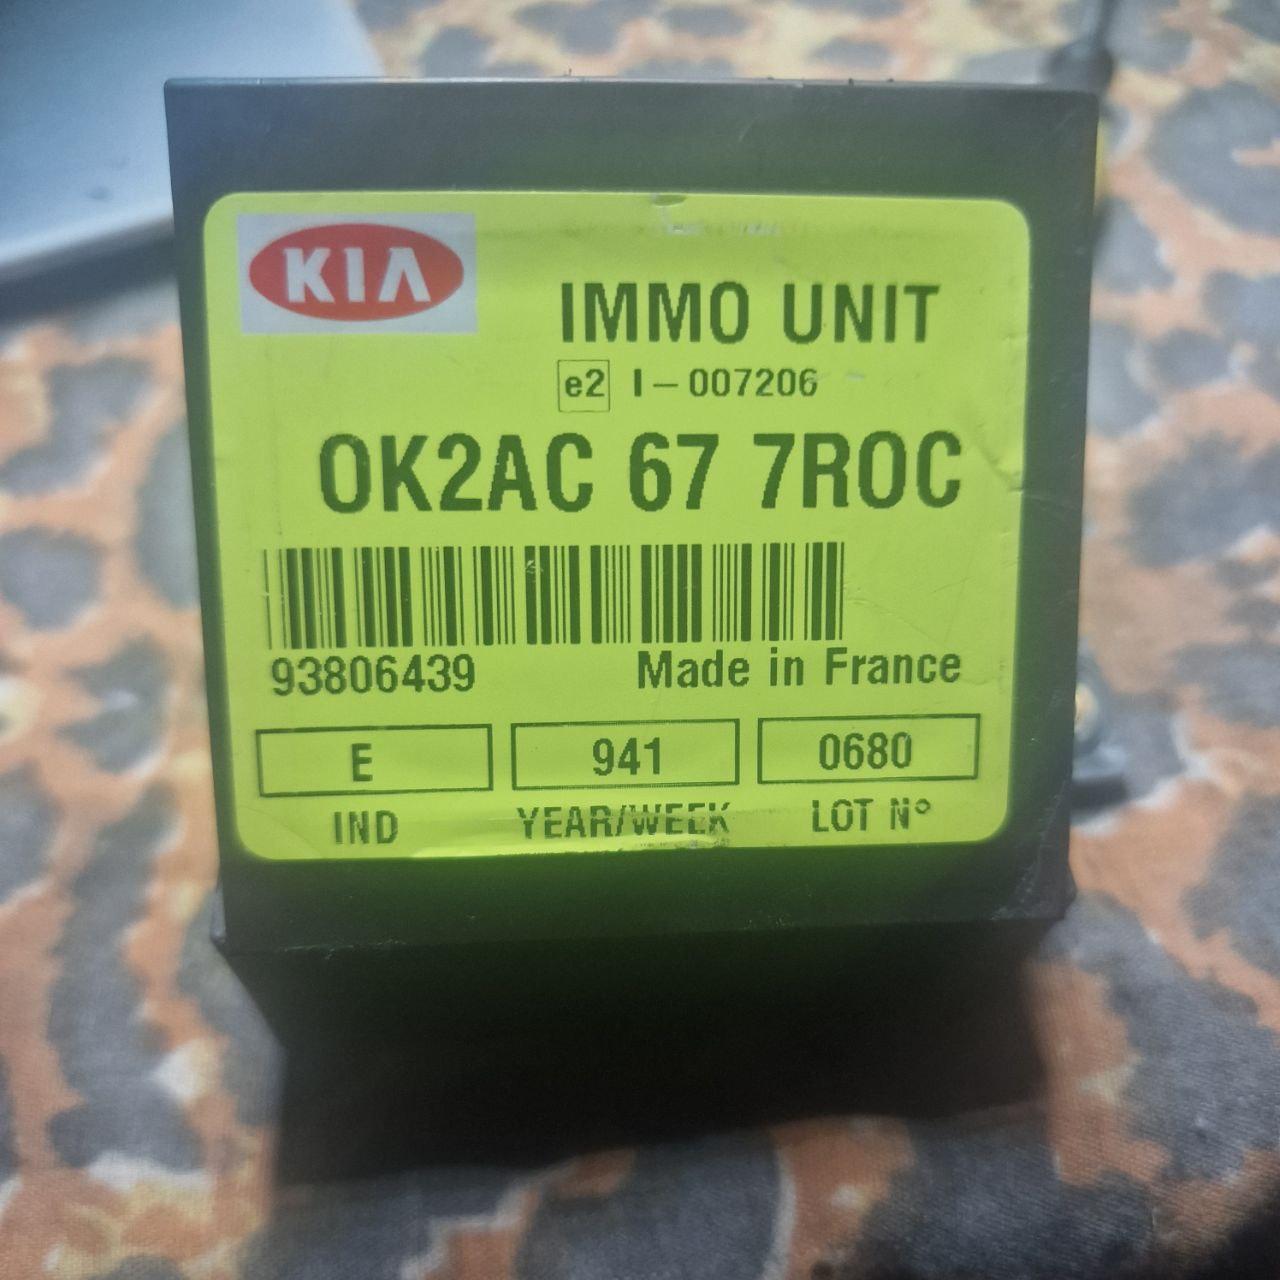 KIA
IMMO UNIT
e2 I - 007206
OK2AC 67 7ROC
93806439 Made in France
E 941 0680
IND YEAR/WEEK LOT N°